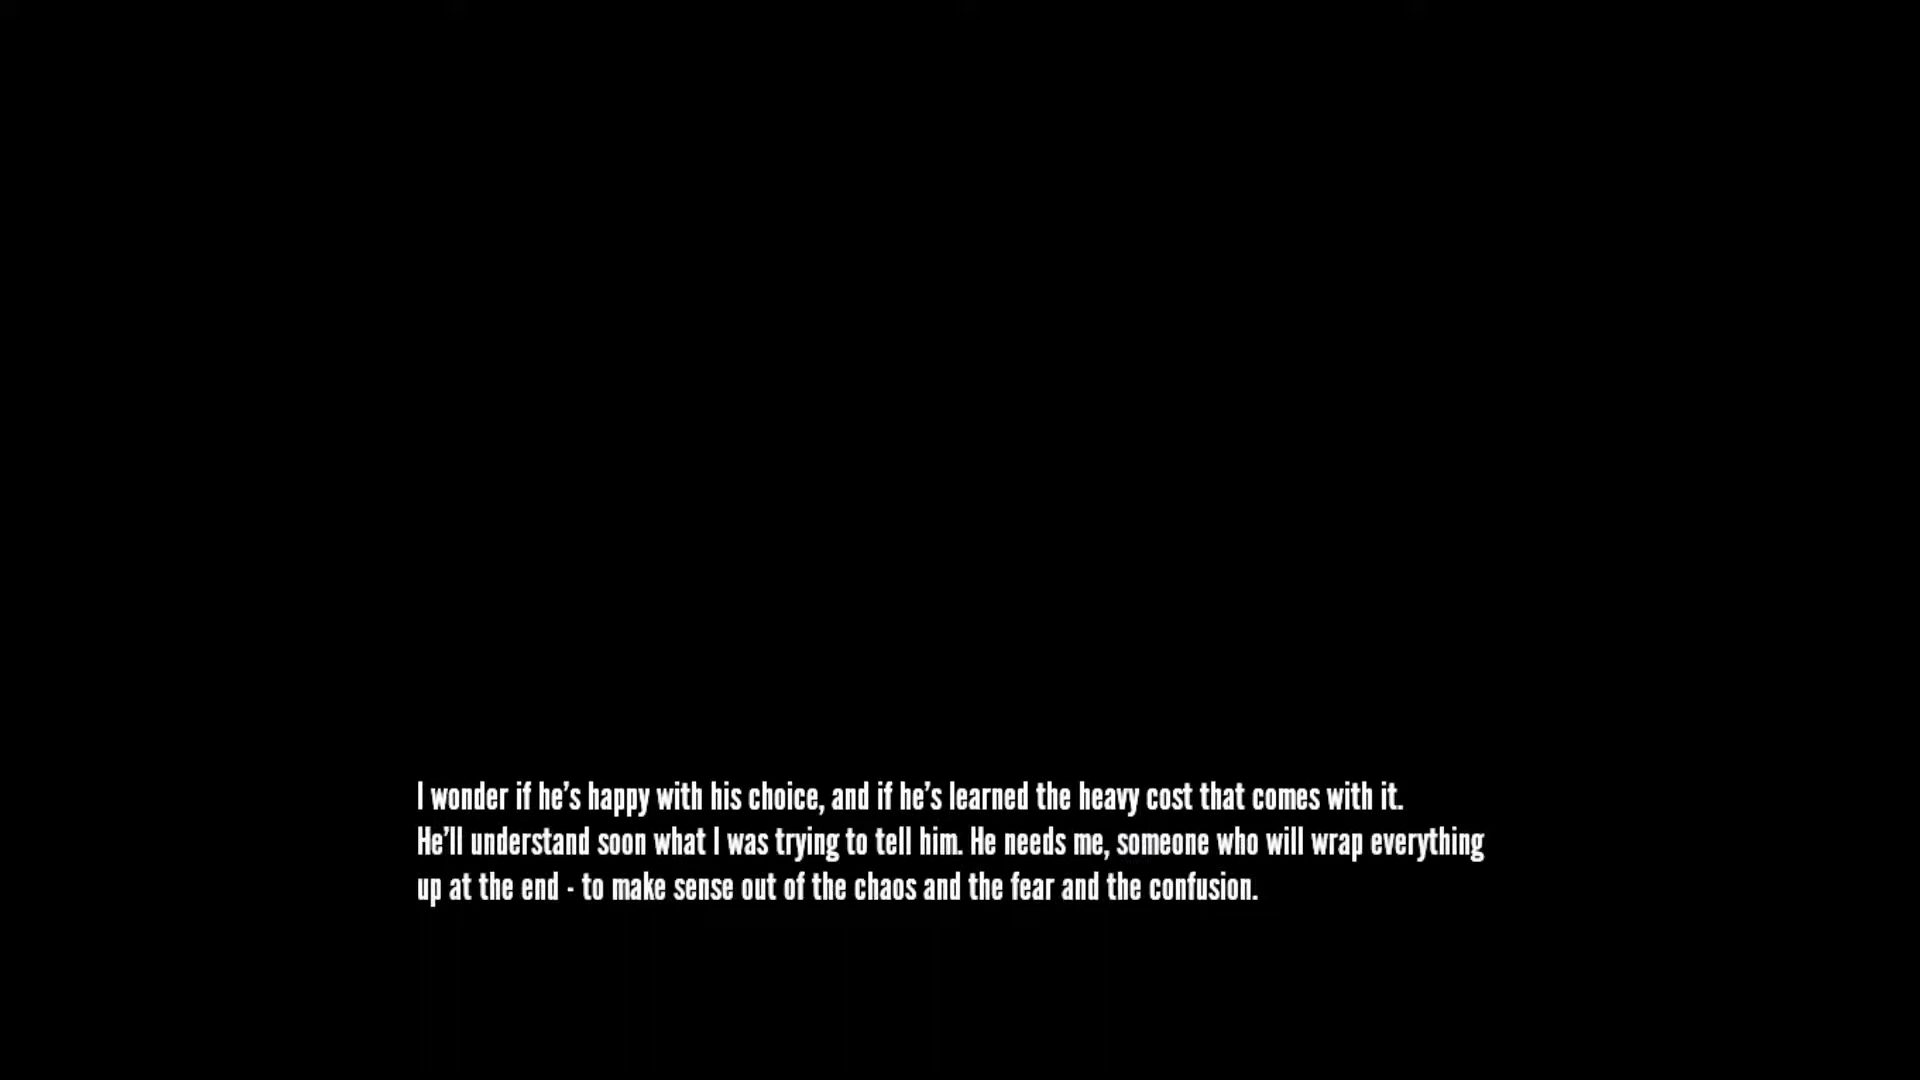 I wonder if he’s happy with his choice, and if he’s learned the heavy cost that comes with it.
He’ll understand soon what I was trying to tell him. He needs me, someone who will wrap everything
up at the end - to make sense out of the chaos and the fear and the confusion.